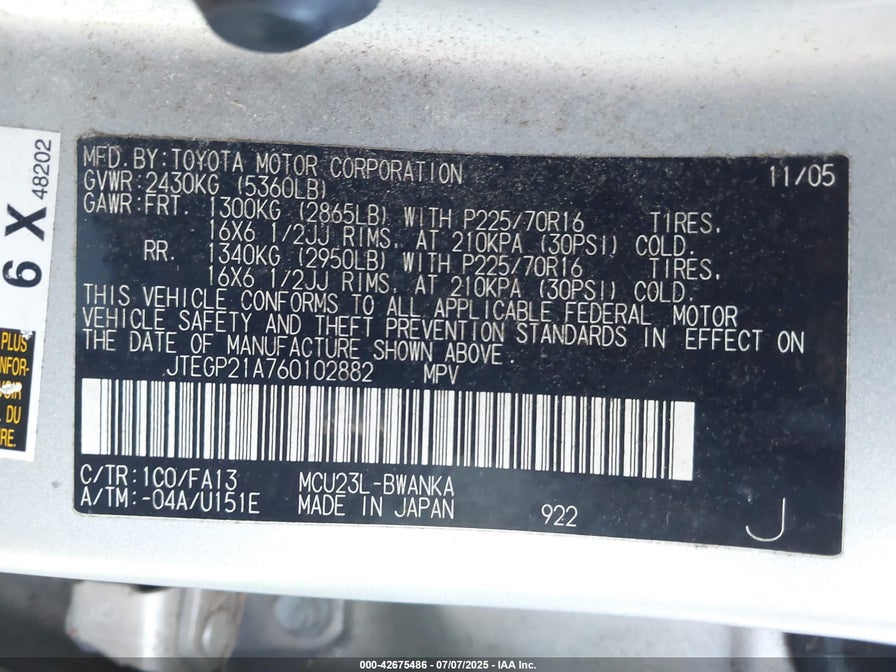 MFD.BY:TOYOTA MOTOR CORPORATION 11/05
GVWR:2430KG (5360LB)
GAWR:FRT. 1300KG (2865LB) WITH P225/70R16 TIRES.
16X6 1/2JJ RIMS. AT 210KPA (30PSI) COLD.
RR. 1340KG (2950LB) WITH P225/70R16 TIRES.
16X6 1/2JJ RIMS. AT 210KPA (30PSI) COLD.
THIS VEHICLE CONFORMS TO ALL APPLICABLE FEDERAL MOTOR
VEHICLE SAFETY AND THEFT PREVENTION STANDARDS IN EFFECT ON
THE DATE OF MANUFACTURE SHOWN ABOVE.
JTEGP21A760102882 MPV
C/TR:1C0/FA13 MCU23L-BWANKA
A/TM:-04A/U151E MADE IN JAPAN 922 J
6 X 48202
PLUS
NFOR-
DU
RE.
000-42675486 - 07/07/2025 - IAA Inc.